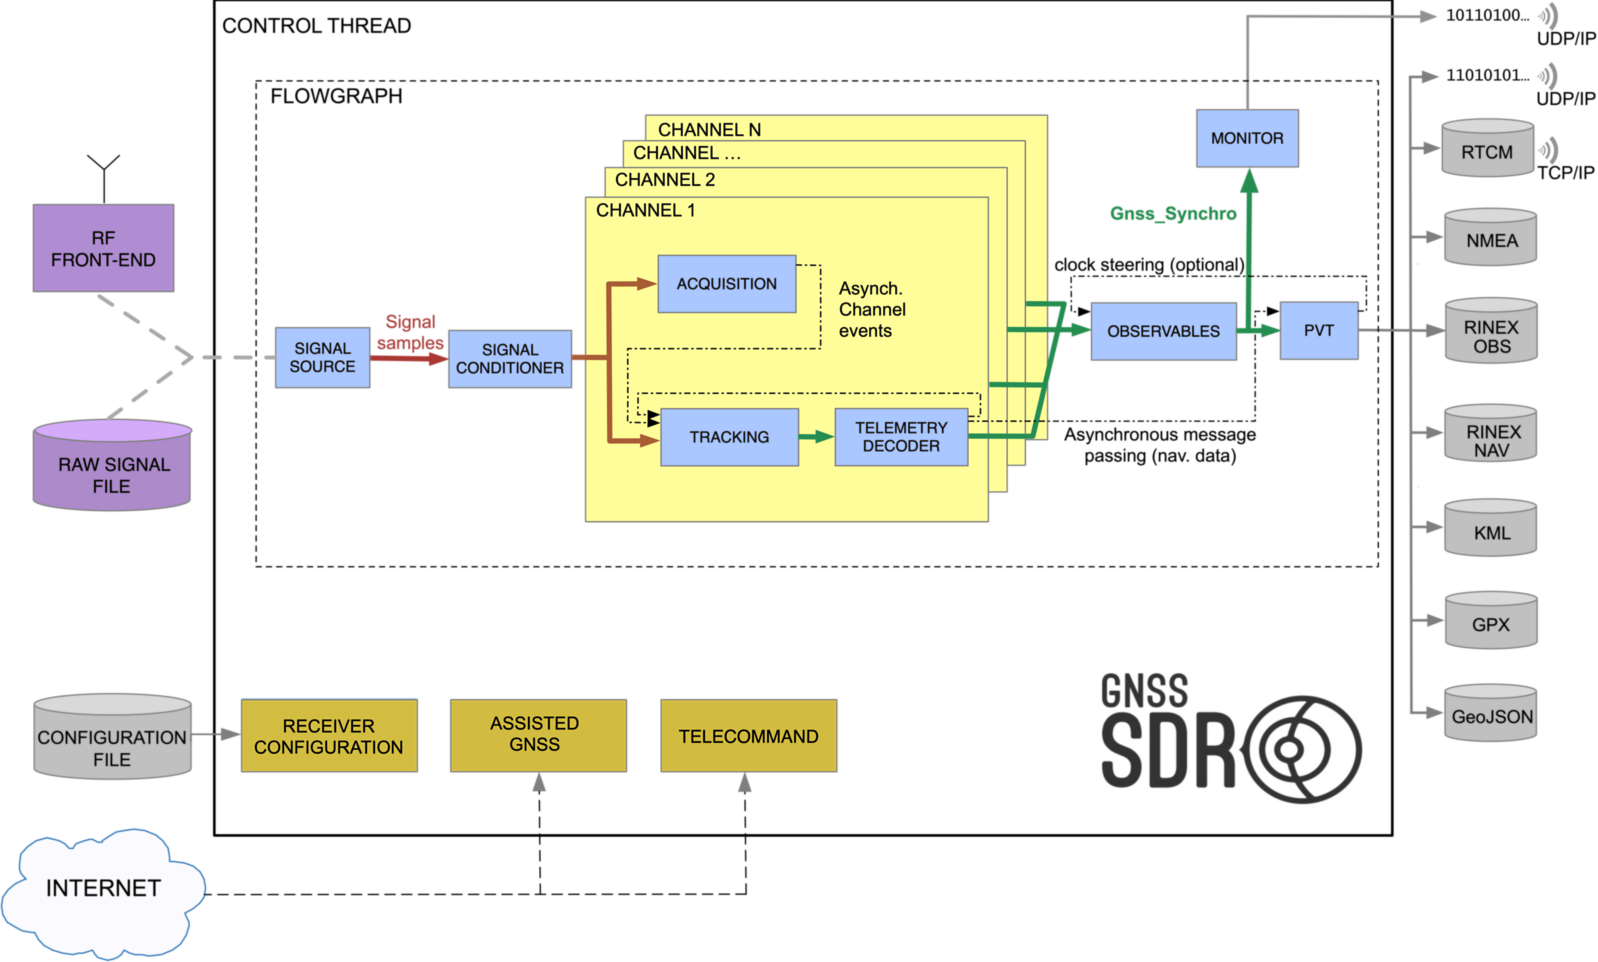 CONTROL THREAD
FLOWGRAPH
RF
FRONT-END
RAW SIGNAL
FILE
SIGNAL
SOURCE
Signal
samples
SIGNAL
CONDITIONER
CHANNEL N
CHANNEL ...
CHANNEL 2
CHANNEL 1
ACQUISITION
Asynch.
Channel
events
TRACKING
TELEMETRY
DECODER
MONITOR
Gnss_Synchro
clock steering (optional)
OBSERVABLES
PVT
Asynchronous message
passing (nav. data)
10110100...
UDP/IP
11010101...
UDP/IP
RTCM
TCP/IP
NMEA
RINEX
OBS
RINEX
NAV
KML
GPX
GeoJSON
CONFIGURATION
FILE
RECEIVER
CONFIGURATION
ASSISTED
GNSS
TELECOMMAND
GNSS
SDR
INTERNET